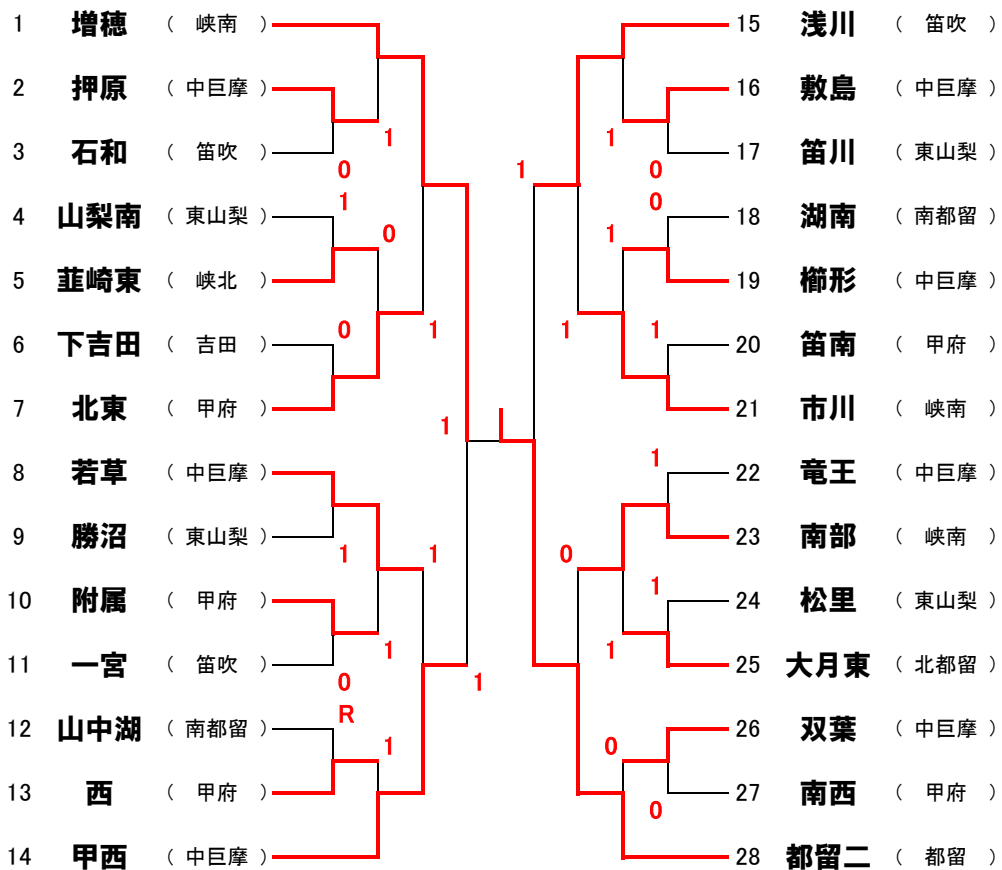 1 増穂 （ 峡南 ）
2 押原 （ 中巨摩 ）
1
3 石和 （ 笛吹 ）
0
1
4 山梨南 （ 東山梨 ）
0
5 韮崎東 （ 峡北 ）
0 1
6 下吉田 （ 吉田 ）
7 北東 （ 甲府 ）
1
8 若草 （ 中巨摩 ）
9 勝沼 （ 東山梨 ）
1 1
10 附属 （ 甲府 ）
1
11 一宮 （ 笛吹 ）
0 1
R
12 山中湖 （ 南都留 ）
1
13 西 （ 甲府 ）
14 甲西 （ 中巨摩 ）
15 浅川 （ 笛吹 ）
16 敷島 （ 中巨摩 ）
1
17 笛川 （ 東山梨 ）
1 0
0
18 湖南 （ 南都留 ）
1
19 櫛形 （ 中巨摩 ）
1 1
20 笛南 （ 甲府 ）
21 市川 （ 峡南 ）
1
22 竜王 （ 中巨摩 ）
23 南部 （ 峡南 ）
0
1
24 松里 （ 東山梨 ）
1
25 大月東 （ 北都留 ）
26 双葉 （ 中巨摩 ）
0
27 南西 （ 甲府 ）
0
28 都留二 （ 都留 ）